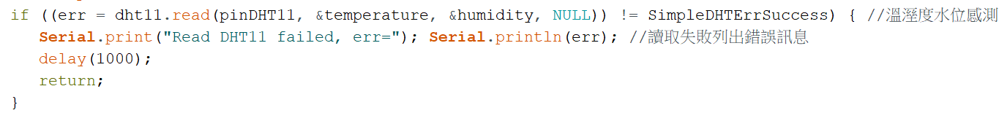 if ((err = dht11.read(pinDHT11, &temperature, &humidity, NULL)) != SimpleDHTErrSuccess) { //溫溼度水位感測
Serial.print("Read DHT11 failed, err="); Serial.println(err); //讀取失敗列出錯誤訊息
delay(1000);
return;
}